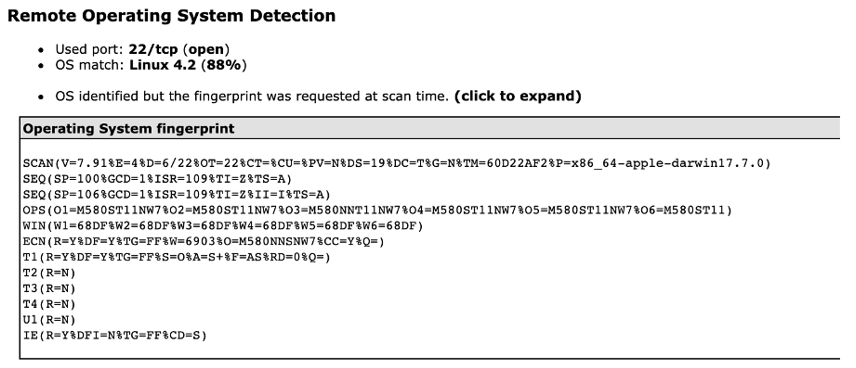 Remote Operating System Detection
• Used port: 22/tcp (open)
• OS match: Linux 4.2 (88%)
• OS identified but the fingerprint was requested at scan time. (click to expand)
Operating System fingerprint
SCAN(V=7.91%E=4%D=6/22%OT=22%CT=%CU=%PV=N%DS=19%DC=T%G=N%TM=60D22AF2%P=x86_64-apple-darwin17.7.0)
SEQ(SP=100%GCD=1%ISR=109%TI=Z%TS=A)
SEQ(SP=106%GCD=1%ISR=109%TI=Z%II=I%TS=A)
OPS(O1=M580ST11NW7%O2=M580ST11NW7%O3=M580NNT11NW7%O4=M580ST11NW7%O5=M580ST11NW7%O6=M580ST11)
WIN(W1=68DF%W2=68DF%W3=68DF%W4=68DF%W5=68DF%W6=68DF)
ECN(R=Y%DF=Y%TG=FF%W=6903%O=M580NNSNW7%CC=Y%Q=)
T1(R=Y%DF=Y%TG=FF%S=O%A=S+%F=AS%RD=0%Q=)
T2(R=N)
T3(R=N)
T4(R=N)
U1(R=N)
IE(R=Y%DFI=N%TG=FF%CD=S)